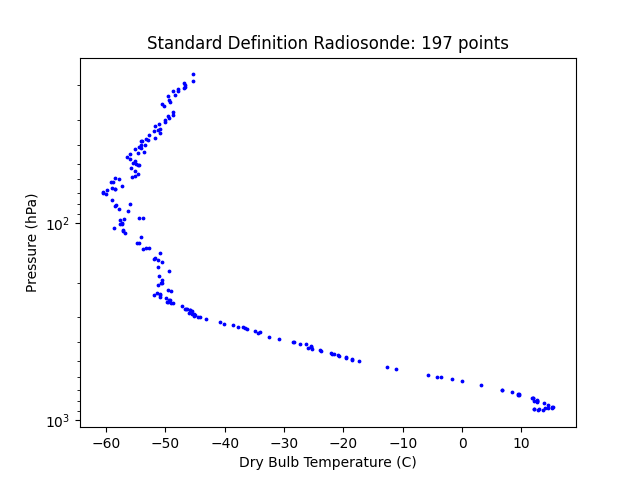 Standard Definition Radiosonde: 197 points
Pressure (hPa)
10²
10³
−60 −50 −40 −30 −20 −10 0 10
Dry Bulb Temperature (C)